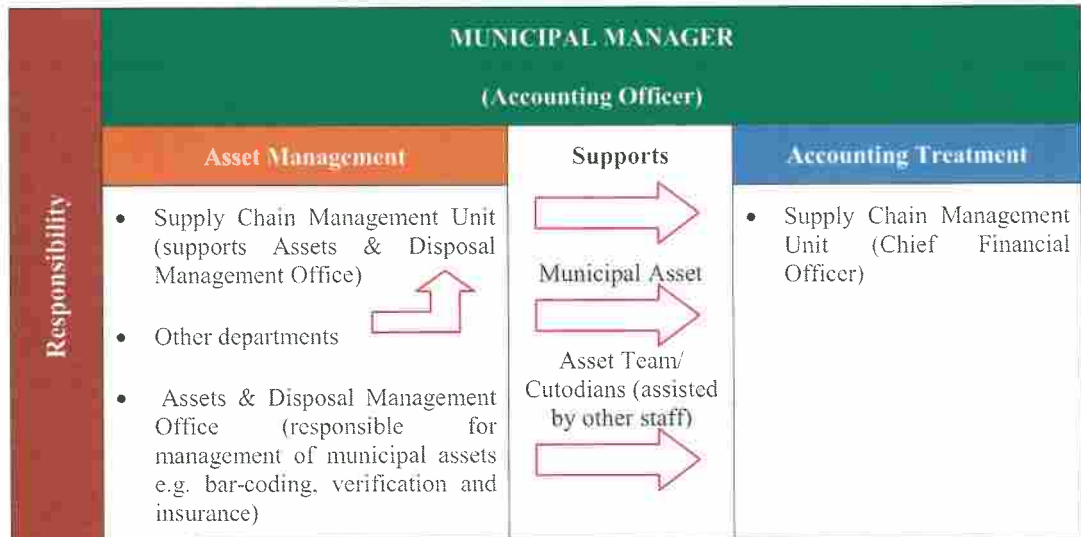 MUNICIPAL MANAGER
(Accounting Officer)
Responsibility
Asset Management
Supports
Accounting Treatment
• Supply Chain Management
Unit
(supports Assets & Disposal
Management Office)
• Other departments
• Assets & Disposal Management
Office (responsible for
management of municipal assets
e.g. bar-coding, verification and
insurance)
Municipal Asset
Asset Team/
Cutodians (assisted
by other staff)
• Supply Chain Management
Unit (Chief Financial
Officer)